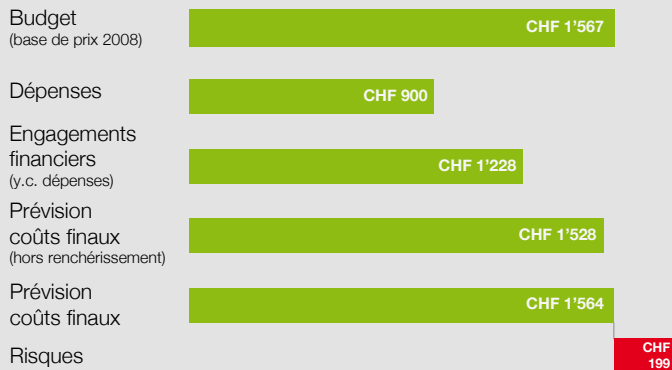 Budget
(base de prix 2008)
CHF 1’567
Dépenses
CHF 900
Engagements
financiers
(y.c. dépenses)
CHF 1’228
Prévision
coûts finaux
(hors renchérissement)
CHF 1’528
Prévision
coûts finaux
CHF 1’564
Risques
CHF
199